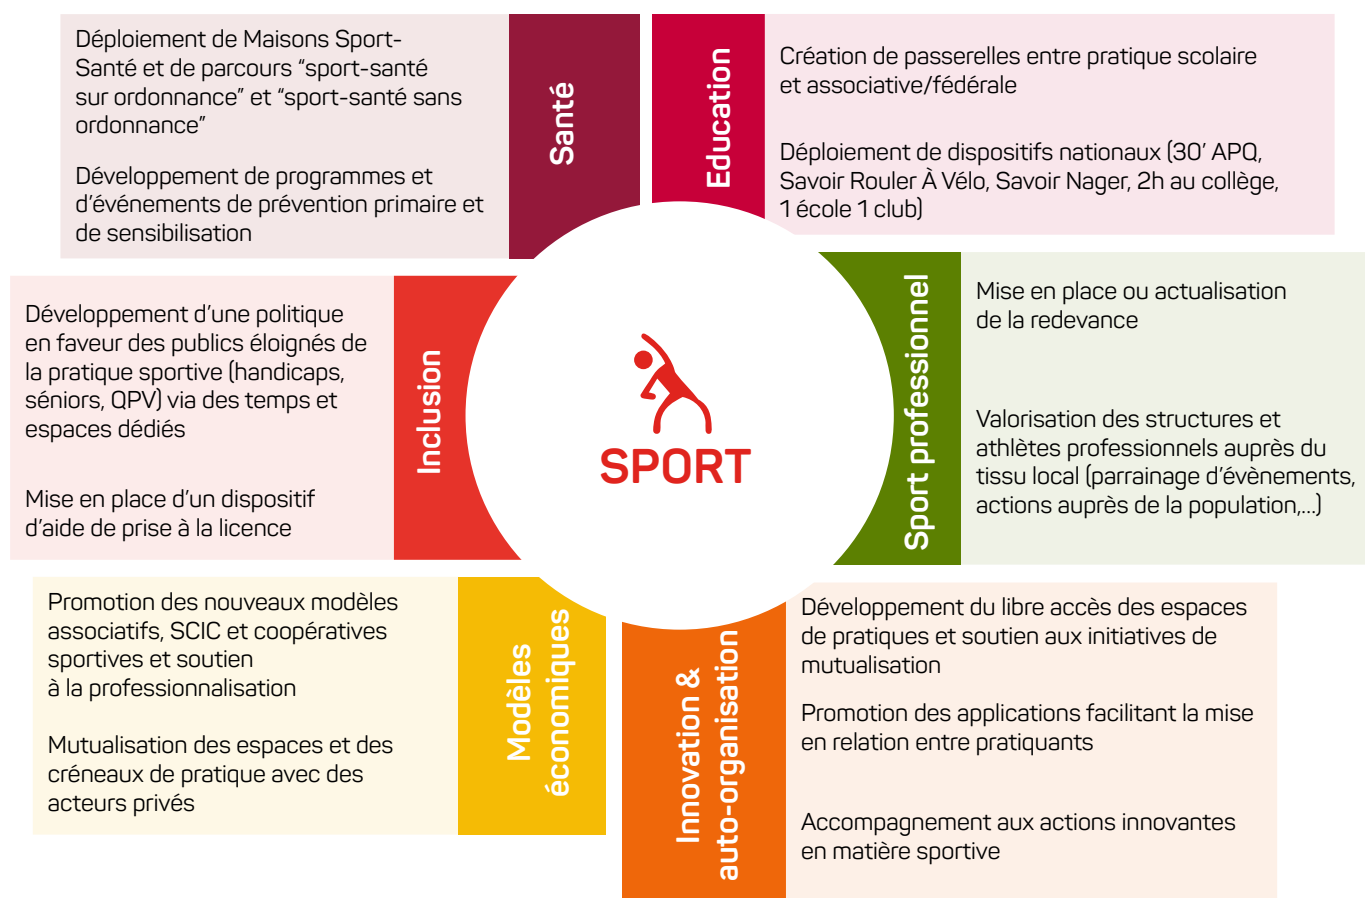 Déploiement de Maisons Sport-
Santé et de parcours “sport-santé
sur ordonnance” et “sport-santé sans
ordonnance”
Développement de programmes et
d’événements de prévention primaire et
de sensibilisation
Santé
Education
Création de passerelles entre pratique scolaire
et associative/fédérale
Déploiement de dispositifs nationaux (30’ APQ,
Savoir Rouler À Vélo, Savoir Nager, 2h au collège,
1 école 1 club)
Développement d’une politique
en faveur des publics éloignés de
la pratique sportive (handicaps,
séniors, QPV) via des temps et
espaces dédiés
Mise en place d’un dispositif
d’aide de prise à la licence
Inclusion
SPORT
Sport professionnel
Mise en place ou actualisation
de la redevance
Valorisation des structures et
athlètes professionnels auprès du
tissu local (parrainage d’évènements,
actions auprès de la population,...)
Promotion des nouveaux modèles
associatifs, SCIC et coopératives
sportives et soutien
à la professionnalisation
Mutualisation des espaces et des
créneaux de pratique avec des
acteurs privés
Modèles
économiques
Innovation &
auto-organisation
Développement du libre accès des espaces
de pratiques et soutien aux initiatives de
mutualisation
Promotion des applications facilitant la mise
en relation entre pratiquants
Accompagnement aux actions innovantes
en matière sportive